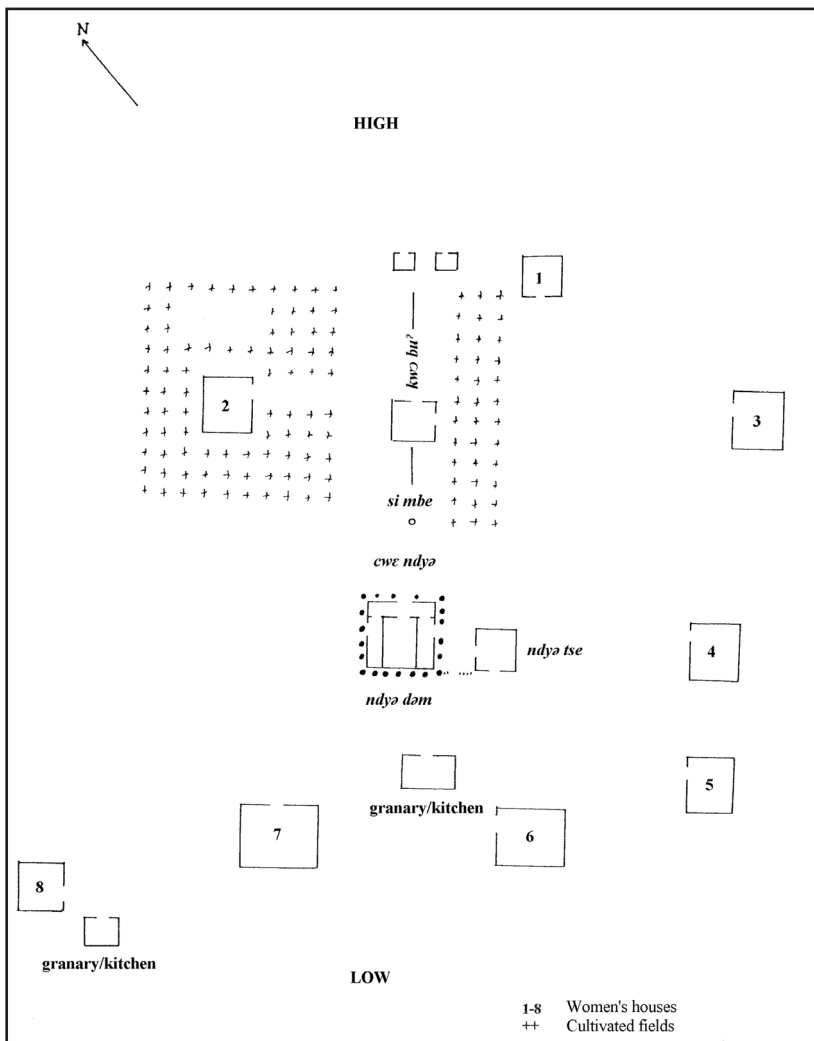 N
HIGH
1
kwɔ buʔ
2
3
si mbe
cwɛ ndyə
ndyə tse
4
ndyə dəm
5
granary/kitchen
7
6
8
granary/kitchen
LOW
1-8 Women's houses
++ Cultivated fields